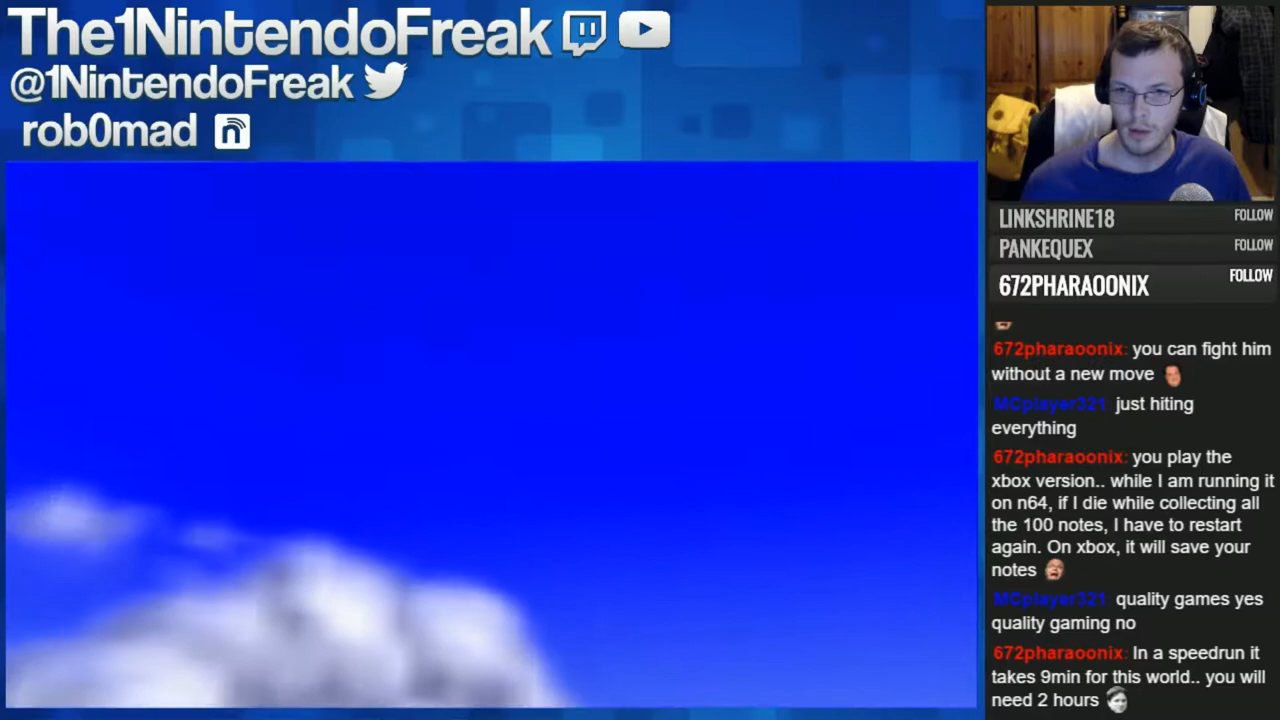 The1NintendoFreak
@1NintendoFreak
rob0mad
LINKSHRINE18 FOLLOW
PANKEQUEX FOLLOW
672PHARAOONIX FOLLOW
672pharaoonix: you can fight him
without a new move
MCplayer321: just hiting
everything
672pharaoonix: you play the
xbox version.. while I am running it
on n64, if I die while collecting all
the 100 notes, I have to restart
again. On xbox, it will save your
notes
MCplayer321: quality games yes
quality gaming no
672pharaoonix: In a speedrun it
takes 9min for this world.. you will
need 2 hours